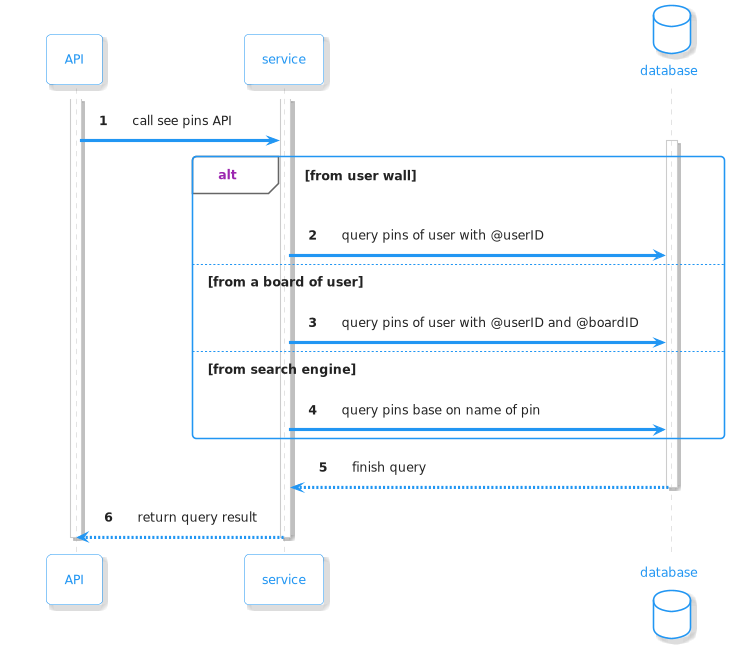 API
service
database
1 call see pins API
alt [from user wall]
2 query pins of user with @userID
[from a board of user]
3 query pins of user with @userID and @boardID
[from search engine]
4 query pins base on name of pin
5 finish query
6 return query result
API
service
database